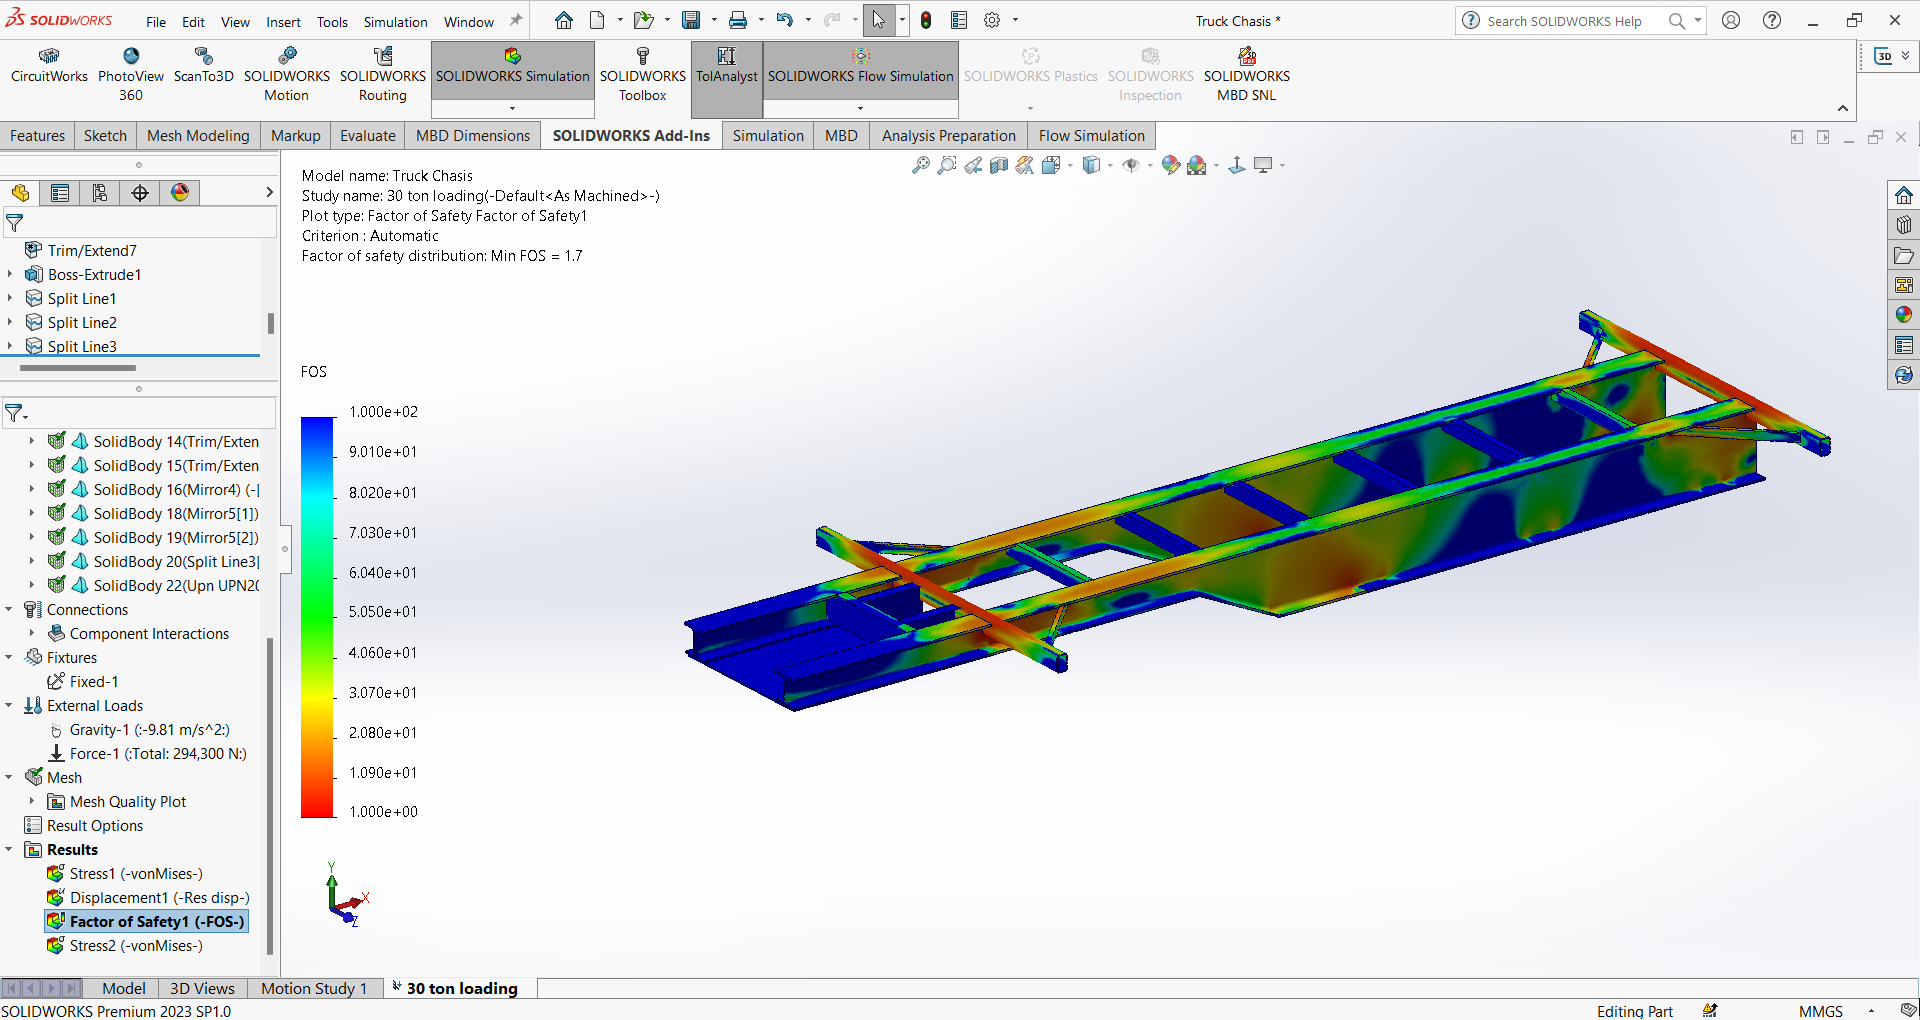 SOLIDWORKS
File Edit View Insert Tools Simulation Window
Truck Chasis *
Search SOLIDWORKS Help
CircuitWorks
PhotoView 360
ScanTo3D
SOLIDWORKS Motion
SOLIDWORKS Routing
SOLIDWORKS Simulation
SOLIDWORKS Toolbox
TolAnalyst
SOLIDWORKS Flow Simulation
SOLIDWORKS Plastics
SOLIDWORKS Inspection
SOLIDWORKS MBD SNL
3D
Features Sketch Mesh Modeling Markup Evaluate MBD Dimensions SOLIDWORKS Add-Ins Simulation MBD Analysis Preparation Flow Simulation
Trim/Extend7
Boss-Extrude1
Split Line1
Split Line2
Split Line3
SolidBody 14(Trim/Exten
SolidBody 15(Trim/Exten
SolidBody 16(Mirror4) (-[
SolidBody 18(Mirror5[1])
SolidBody 19(Mirror5[2])
SolidBody 20(Split Line3[
SolidBody 22(Upn UPN20
Connections
Component Interactions
Fixtures
Fixed-1
External Loads
Gravity-1 (:-9.81 m/s^2:)
Force-1 (:Total: 294,300 N:)
Mesh
Mesh Quality Plot
Result Options
Results
Stress1 (-vonMises-)
Displacement1 (-Res disp-)
Factor of Safety1 (-FOS-)
Stress2 (-vonMises-)
Model name: Truck Chasis
Study name: 30 ton loading(-Default<As Machined>-)
Plot type: Factor of Safety Factor of Safety1
Criterion : Automatic
Factor of safety distribution: Min FOS = 1.7
FOS
1.000e+02
9.010e+01
8.020e+01
7.030e+01
6.040e+01
5.050e+01
4.060e+01
3.070e+01
2.080e+01
1.090e+01
1.000e+00
Y
X
Z
Model 3D Views Motion Study 1 30 ton loading
SOLIDWORKS Premium 2023 SP1.0
Editing Part
MMGS